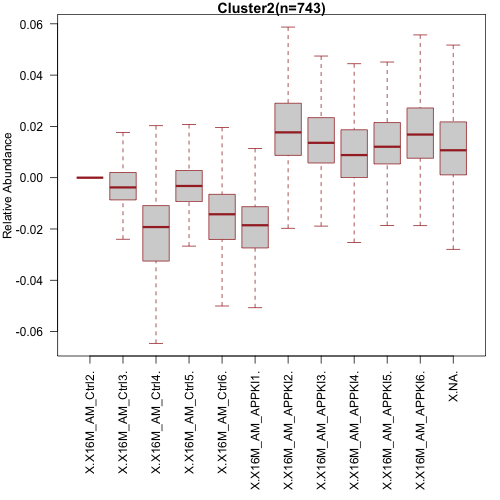 Cluster2(n=743)
Relative Abundance
0.06
0.04
0.02
0.00
-0.02
-0.04
-0.06
X.X16M_AM_Ctrl2.
X.X16M_AM_Ctrl3.
X.X16M_AM_Ctrl4.
X.X16M_AM_Ctrl5.
X.X16M_AM_Ctrl6.
X.X16M_AM_APPKI1.
X.X16M_AM_APPKI2.
X.X16M_AM_APPKI3.
X.X16M_AM_APPKI4.
X.X16M_AM_APPKI5.
X.X16M_AM_APPKI6.
X.NA.